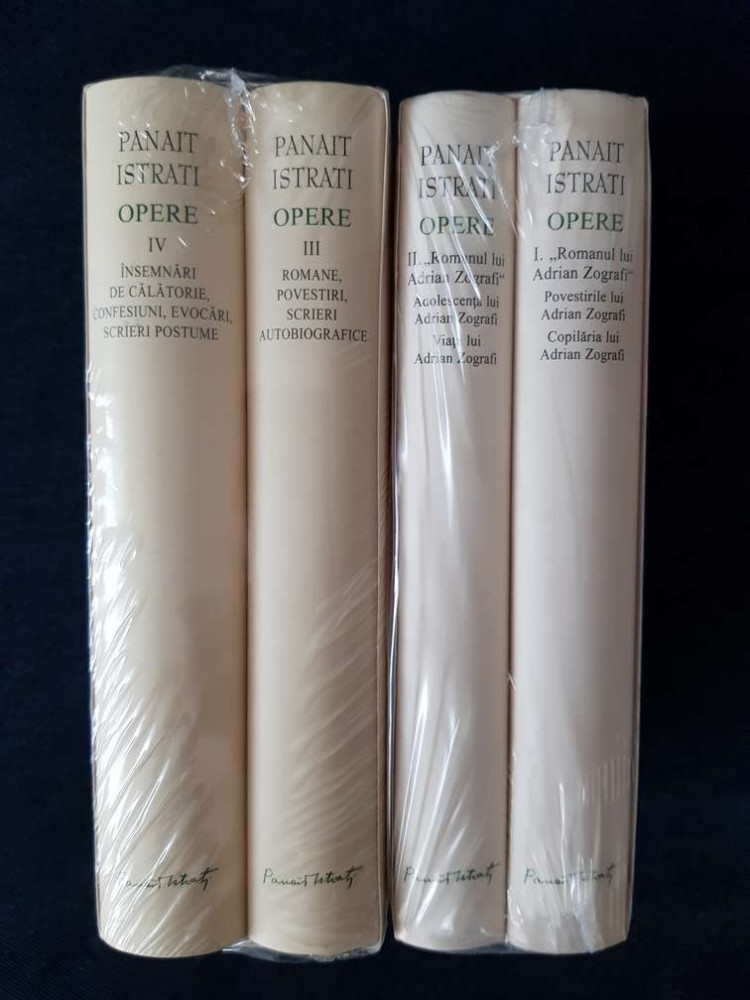 PANAIT
ISTRATI
OPERE
IV
ÎNSEMNĂRI
DE CĂLĂTORIE,
CONFESIUNI, EVOCĂRI,
SCRIERI POSTUME
Panait Istrati
PANAIT
ISTRATI
OPERE
III
ROMANE,
POVESTIRI,
SCRIERI
AUTOBIOGRAFICE
Panait Istrati
PANAIT
ISTRATI
OPERE
II. „Romanul lui
Adrian Zografi“
Adolescența lui
Adrian Zografi
Viața lui
Adrian Zografi
Panait Istrati
PANAIT
ISTRATI
OPERE
I. „Romanul lui
Adrian Zografi“
Povestirile lui
Adrian Zografi
Copilăria lui
Adrian Zografi
Panait Istrati